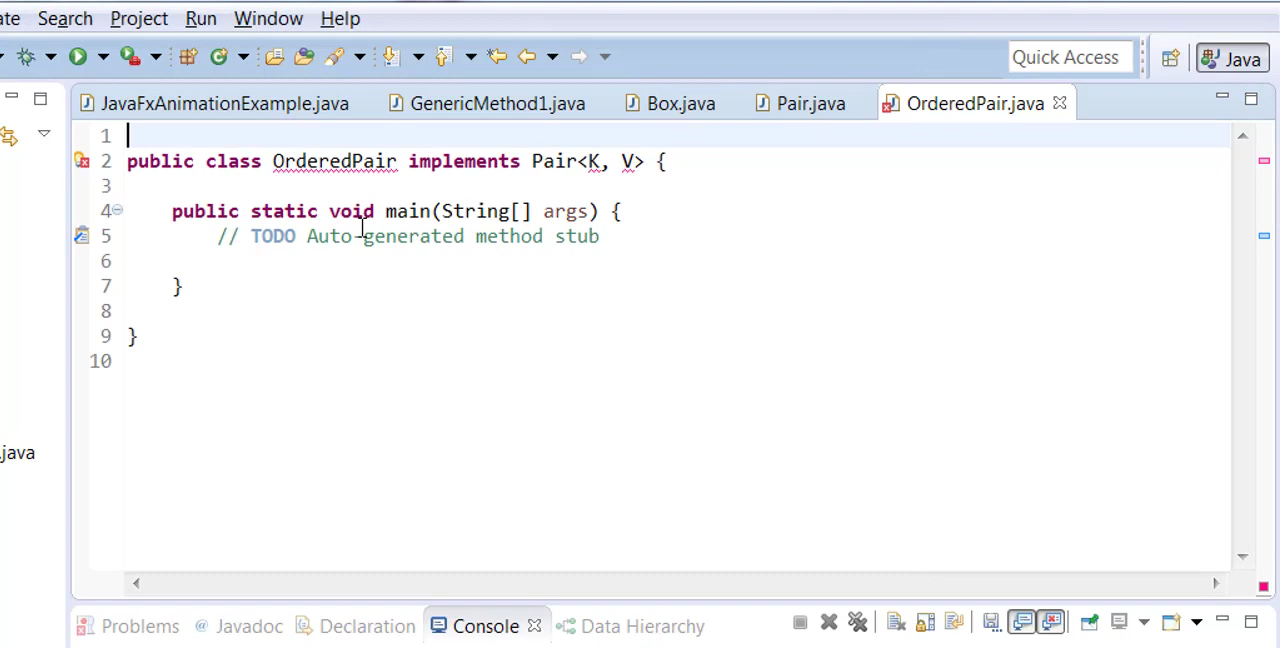 ate Search Project Run Window Help
Quick Access Java
JavaFxAnimationExample.java GenericMethod1.java Box.java Pair.java OrderedPair.java
1
2 public class OrderedPair implements Pair<K, V> {
3
4 public static void main(String[] args) {
5 // TODO Auto-generated method stub
6
7 }
8
9 }
10
.java
Problems @ Javadoc Declaration Console Data Hierarchy